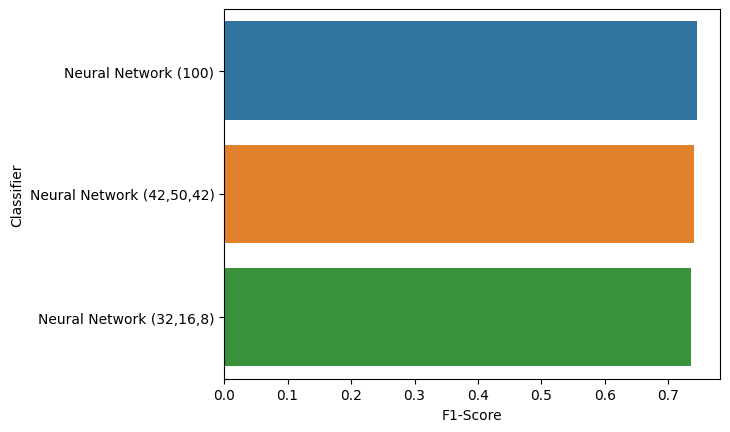 Neural Network (100)
Neural Network (42,50,42)
Neural Network (32,16,8)
Classifier
0.0 0.1 0.2 0.3 0.4 0.5 0.6 0.7
F1-Score